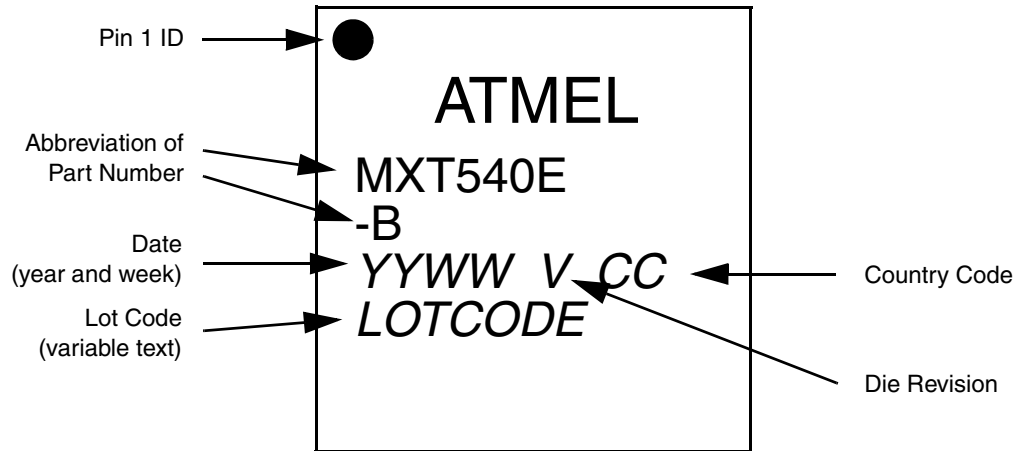 Pin 1 ID
ATMEL
Abbreviation of
Part Number
MXT540E
-B
Date
(year and week)
YYWW V CC
Country Code
Lot Code
(variable text)
LOTCODE
Die Revision